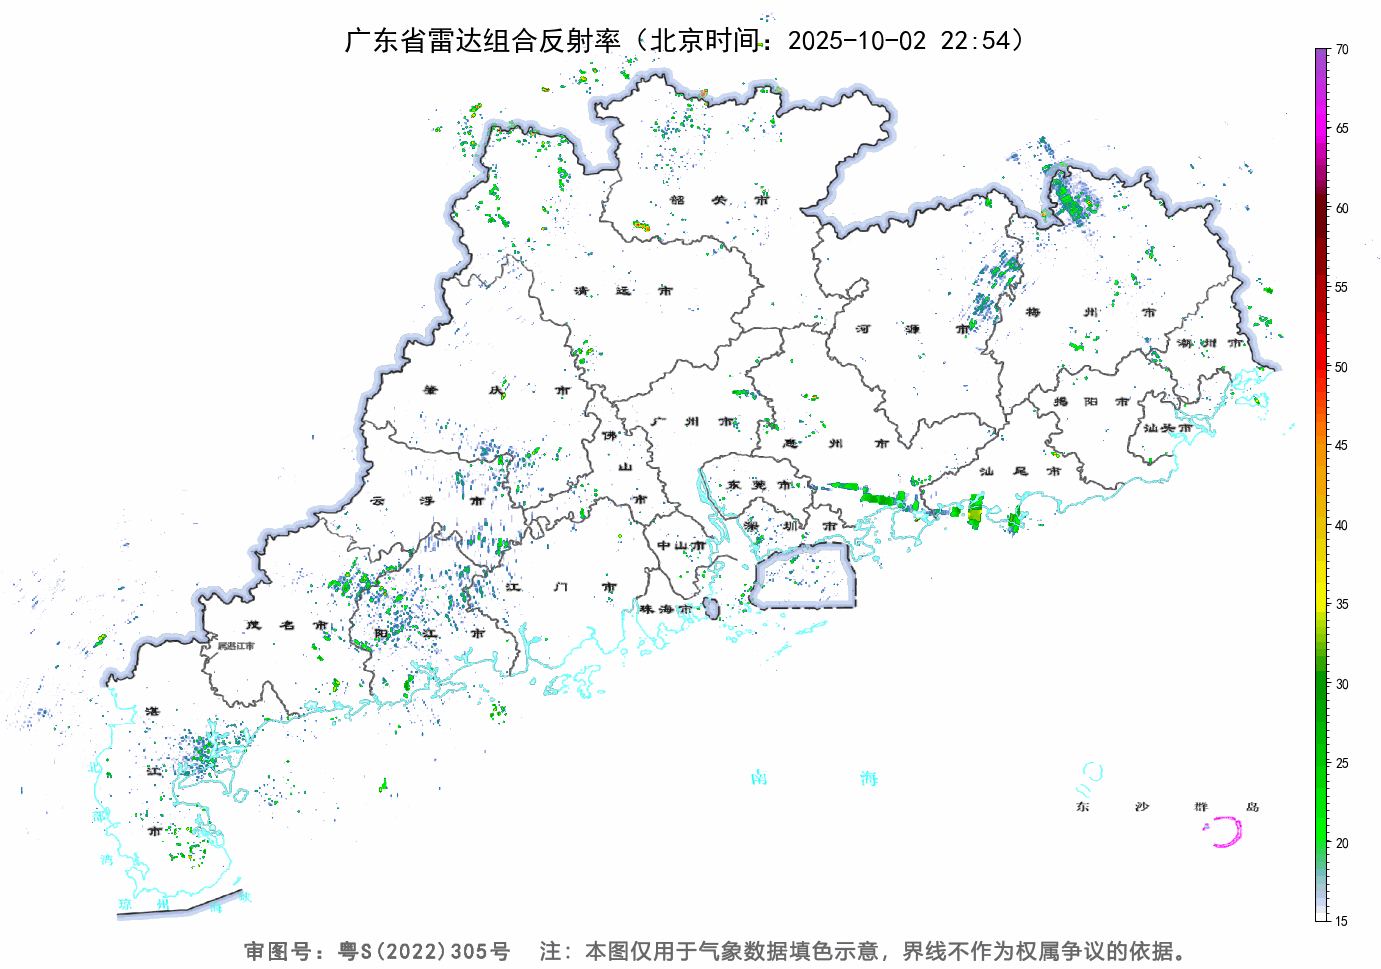 广东省雷达组合反射率（北京时间：2025-10-02 22:54）
70
65
60
55
50
45
40
35
30
25
20
15
韶关市
清远市
河源市
梅州市
潮州市
肇庆市
广州市
惠州市
揭阳市
汕头市
佛山市
云浮市
东莞市
汕尾市
深圳市
中山市
江门市
珠海市
茂名市
阳江市
属湛江市
湛江市
北部湾
琼州海峡
南海
东沙群岛
审图号：粤S(2022)305号 注：本图仅用于气象数据填色示意，界线不作为权属争议的依据。